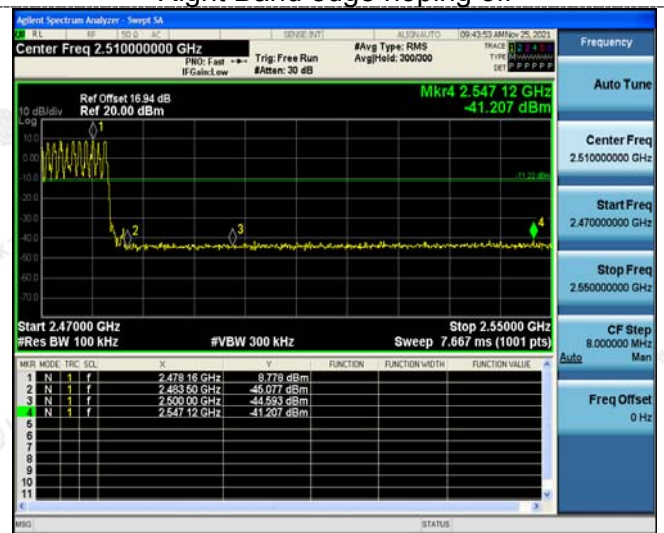 Right Band edge hoping off
Agilent Spectrum Analyzer - Swept SA
RL RF 50 Ω AC SENSE:INT ALIGNAUTO 09:43:53 AM Nov 25, 2021
Center Freq 2.510000000 GHz
PNO: Fast
IFGain:Low
Trig: Free Run
#Atten: 30 dB
#Avg Type: RMS
Avg|Hold: 300/300
TRACE 1 2 3 4 5 6
TYPE M
DET P P P P P P
Frequency
Auto Tune
Center Freq
2.510000000 GHz
Start Freq
2.470000000 GHz
Stop Freq
2.550000000 GHz
CF Step
8.000000 MHz
Auto Man
Freq Offset
0 Hz
Mkr4 2.547 12 GHz
-41.207 dBm
Ref Offset 16.94 dB
10 dB/div Ref 20.00 dBm
Log
10.0
0.00
-10.0
-20.0
-30.0
-40.0
-50.0
-60.0
-70.0
1
2
3
4
-11.22 dBm
Start 2.47000 GHz Stop 2.55000 GHz
#Res BW 100 kHz #VBW 300 kHz Sweep 7.667 ms (1001 pts)
MKR MODE TRC SCL X Y FUNCTION FUNCTION WIDTH FUNCTION VALUE
1 N 1 f 2.478 16 GHz 8.778 dBm
2 N 1 f 2.483 50 GHz -45.077 dBm
3 N 1 f 2.500 00 GHz -44.593 dBm
4 N 1 f 2.547 12 GHz -41.207 dBm
5
6
7
8
9
10
11
MSG STATUS